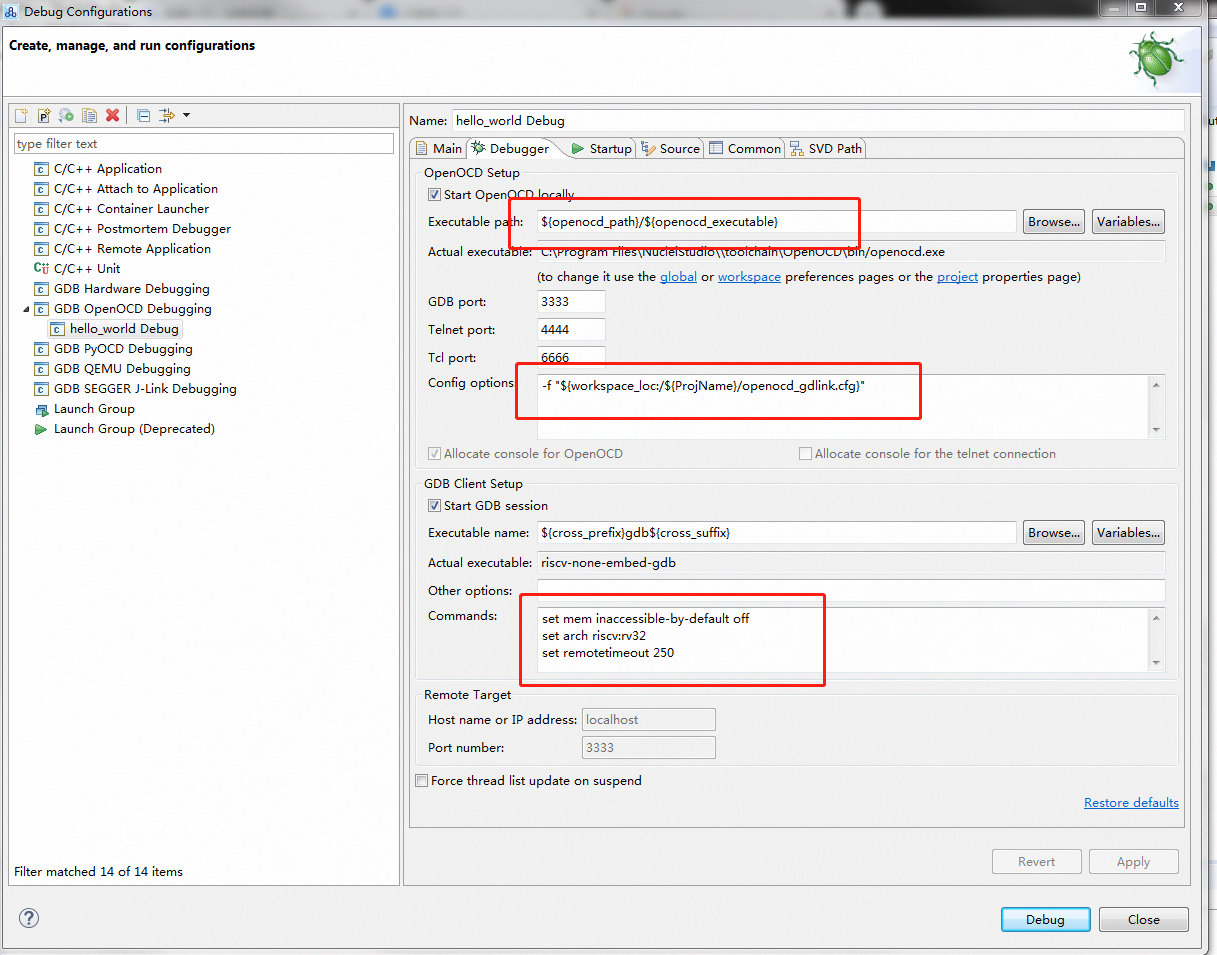 Debug Configurations
Create, manage, and run configurations
type filter text
C/C++ Application
C/C++ Attach to Application
C/C++ Container Launcher
C/C++ Postmortem Debugger
C/C++ Remote Application
C/C++ Unit
GDB Hardware Debugging
GDB OpenOCD Debugging
hello_world Debug
GDB PyOCD Debugging
GDB QEMU Debugging
GDB SEGGER J-Link Debugging
Launch Group
Launch Group (Deprecated)
Filter matched 14 of 14 items
Name: hello_world Debug
Main Debugger Startup Source Common SVD Path
OpenOCD Setup
Start OpenOCD locally
Executable path: ${openocd_path}/${openocd_executable} Browse... Variables...
Actual executable: C:\Program Files\NucleiStudio\\toolchain\OpenOCD\bin/openocd.exe
(to change it use the global or workspace preferences pages or the project properties page)
GDB port: 3333
Telnet port: 4444
Tcl port: 6666
Config options: -f "${workspace_loc:/${ProjName}/openocd_gdlink.cfg}"
Allocate console for OpenOCD Allocate console for the telnet connection
GDB Client Setup
Start GDB session
Executable name: ${cross_prefix}gdb${cross_suffix} Browse... Variables...
Actual executable: riscv-none-embed-gdb
Other options:
Commands: set mem inaccessible-by-default off
set arch riscv:rv32
set remotetimeout 250
Remote Target
Host name or IP address: localhost
Port number: 3333
Force thread list update on suspend
Restore defaults
Revert Apply
Debug Close